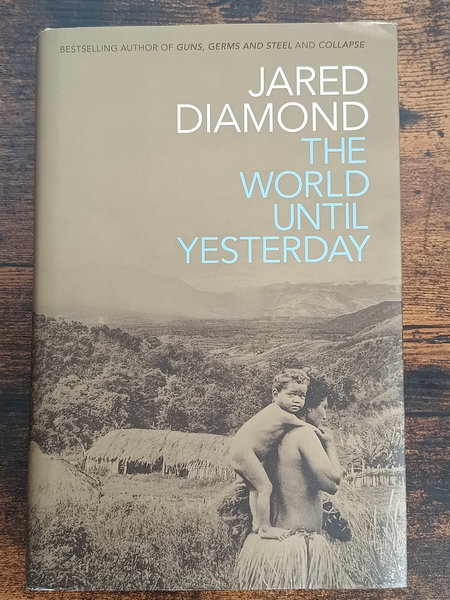 BESTSELLING AUTHOR OF GUNS, GERMS AND STEEL AND COLLAPSE
JARED
DIAMOND
THE
WORLD
UNTIL
YESTERDAY